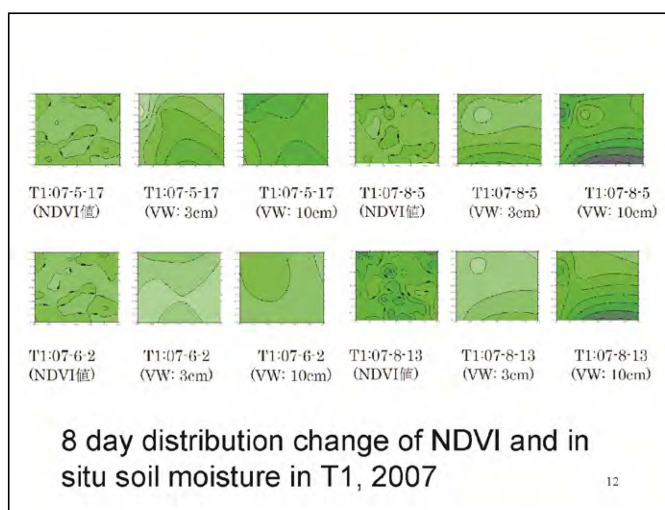 T1:07-5-17 T1:07-5-17 T1:07-5-17 T1:07-8-5 T1:07-8-5 T1:07-8-5
(NDVI値) (VW: 3cm) (VW: 10cm) (NDVI値) (VW: 3cm) (VW: 10cm)
T1:07-6-2 T1:07-6-2 T1:07-6-2 T1:07-8-13 T1:07-8-13 T1:07-8-13
(NDVI値) (VW: 3cm) (VW: 10cm) (NDVI値) (VW: 3cm) (VW: 10cm)
8 day distribution change of NDVI and in
situ soil moisture in T1, 2007
12